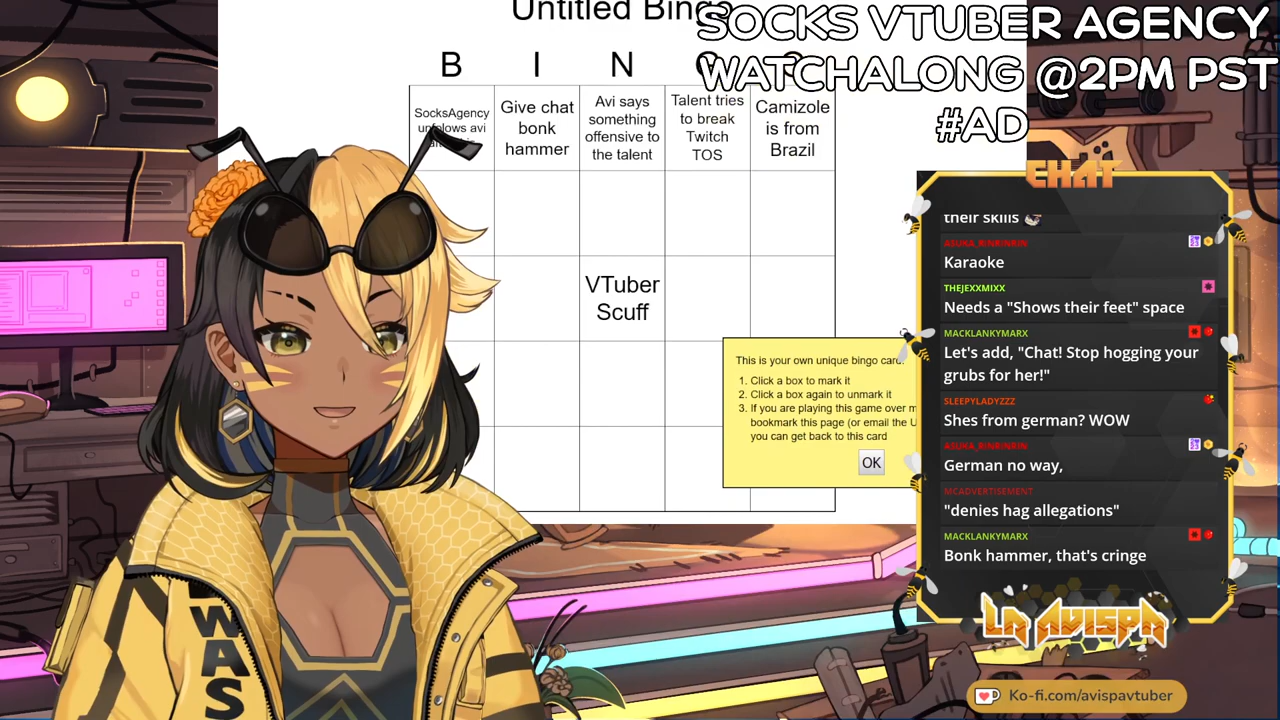 Untitled Bingo
SOCKS VTUBER AGENCY
WATCHALONG @2PM PST
#AD
B I N
SocksAgency
unfollows avi
Give chat
bonk
hammer
Avi says
something
offensive to
the talent
Talent tries
to break
Twitch
TOS
Camizole
is from
Brazil
VTuber
Scuff
This is your own unique bingo card.
1. Click a box to mark it
2. Click a box again to unmark it
3. If you are playing this game over m
bookmark this page (or email the U
you can get back to this card
OK
CHAT
their skills
ASUKA_RINRINRIN
Karaoke
THEJEXXMIXX
Needs a "Shows their feet" space
MACKLANKYMARX
Let's add, "Chat! Stop hogging your
grubs for her!"
SLEEPYLADYZZZ
Shes from german? WOW
ASUKA_RINRINRIN
German no way,
MCADVERTISEMENT
"denies hag allegations"
MACKLANKYMARX
Bonk hammer, that's cringe
LA AVISPA
Ko-fi.com/avispavtuber
WAS